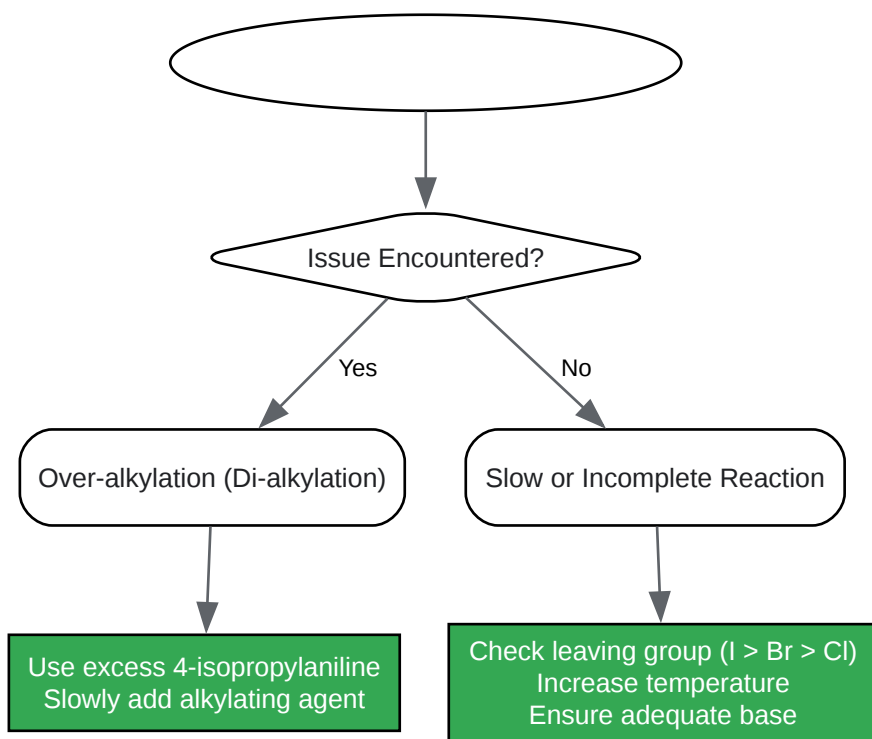 Issue Encountered?
Yes
No
Over-alkylation (Di-alkylation)
Slow or Incomplete Reaction
Use excess 4-isopropylaniline
Slowly add alkylating agent
Check leaving group (I > Br > Cl)
Increase temperature
Ensure adequate base